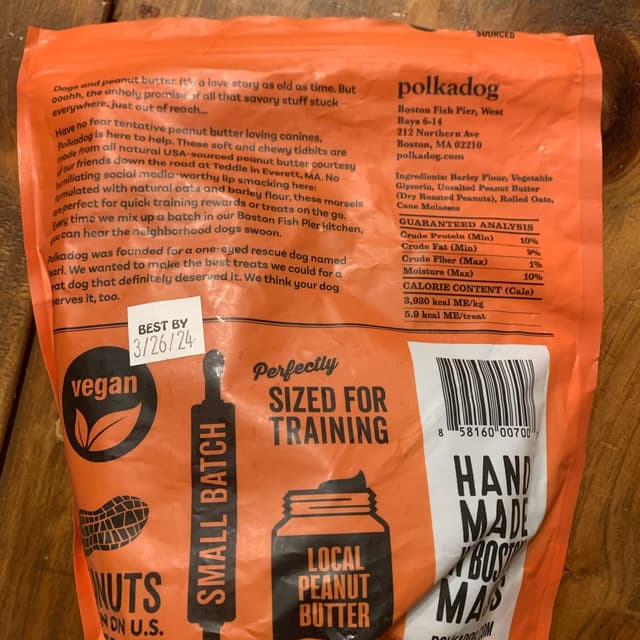 SOURCED
Dogs and peanut butter. It's a love story as old as time. But
ooohh, the unholy promise of all that savory stuff stuck
everywhere, just out of reach...
Have no fear tentative peanut butter loving canines,
Polkadog is here to help. These soft and chewy tidbits are
made from all natural USA-sourced peanut butter courtesy
of our friends down the road at Teddie in Everett, MA. No
humiliating social media-worthy lip smacking here:
formulated with natural oats and barley flour, these morsels
are perfect for quick training rewards or treats on the go.
Every time we mix up a batch in our Boston Fish Pier kitchen,
you can hear the neighborhood dogs swoon.
Polkadog was founded for a one-eyed rescue dog named
earl. We wanted to make the best treats we could for a
at dog that definitely deserved it. We think your dog
erves it, too.
polkadog
Boston Fish Pier, West
Bays 6-14
212 Northern Ave
Boston, MA 02210
polkadog.com
Ingredients: Barley Flour, Vegetable
Glycerin, Unsalted Peanut Butter
(Dry Roasted Peanuts), Rolled Oats,
Cane Molasses
GUARANTEED ANALYSIS
Crude Protein (Min) 10%
Crude Fat (Min) 9%
Crude Fiber (Max) 1%
Moisture (Max) 10%
CALORIE CONTENT (Calc)
3,930 kcal ME/kg
5.9 kcal ME/treat
BEST BY
3/26/24
vegan
SMALL BATCH
Perfectly
SIZED FOR
TRAINING
LOCAL
PEANUT
BUTTER
8 58160 00700 7
HAND
MADE
IN BOSTON
MASS
NUTS
N ON U.S.